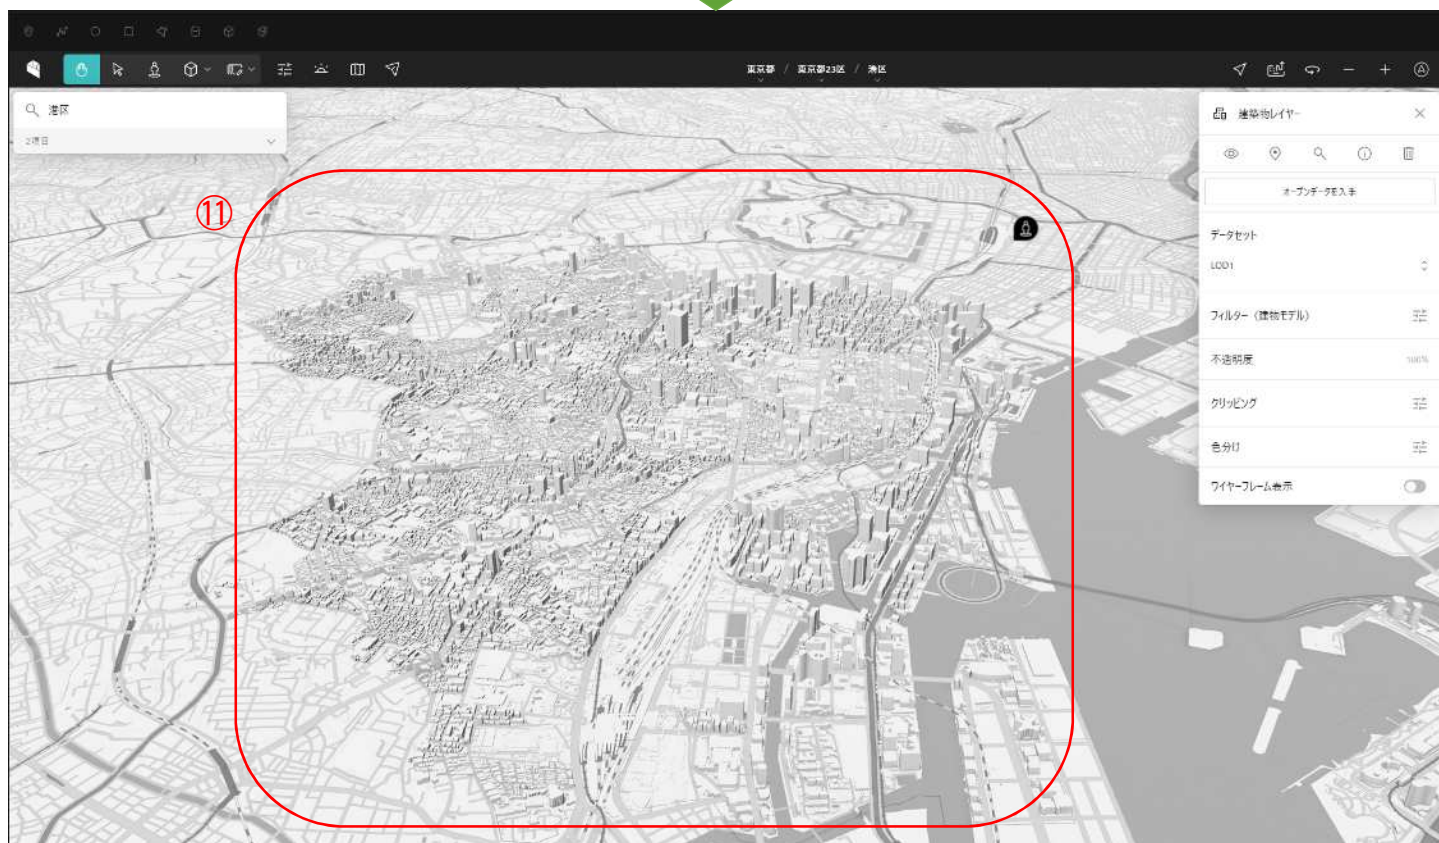 東京都 / 東京都23区 / 港区
港区
2項目
⑪
建築物レイヤー
オープンデータを入手
データセット
LOD1
フィルター（建物モデル）
不透明度 100%
クリッピング
色分け
ワイヤーフレーム表示